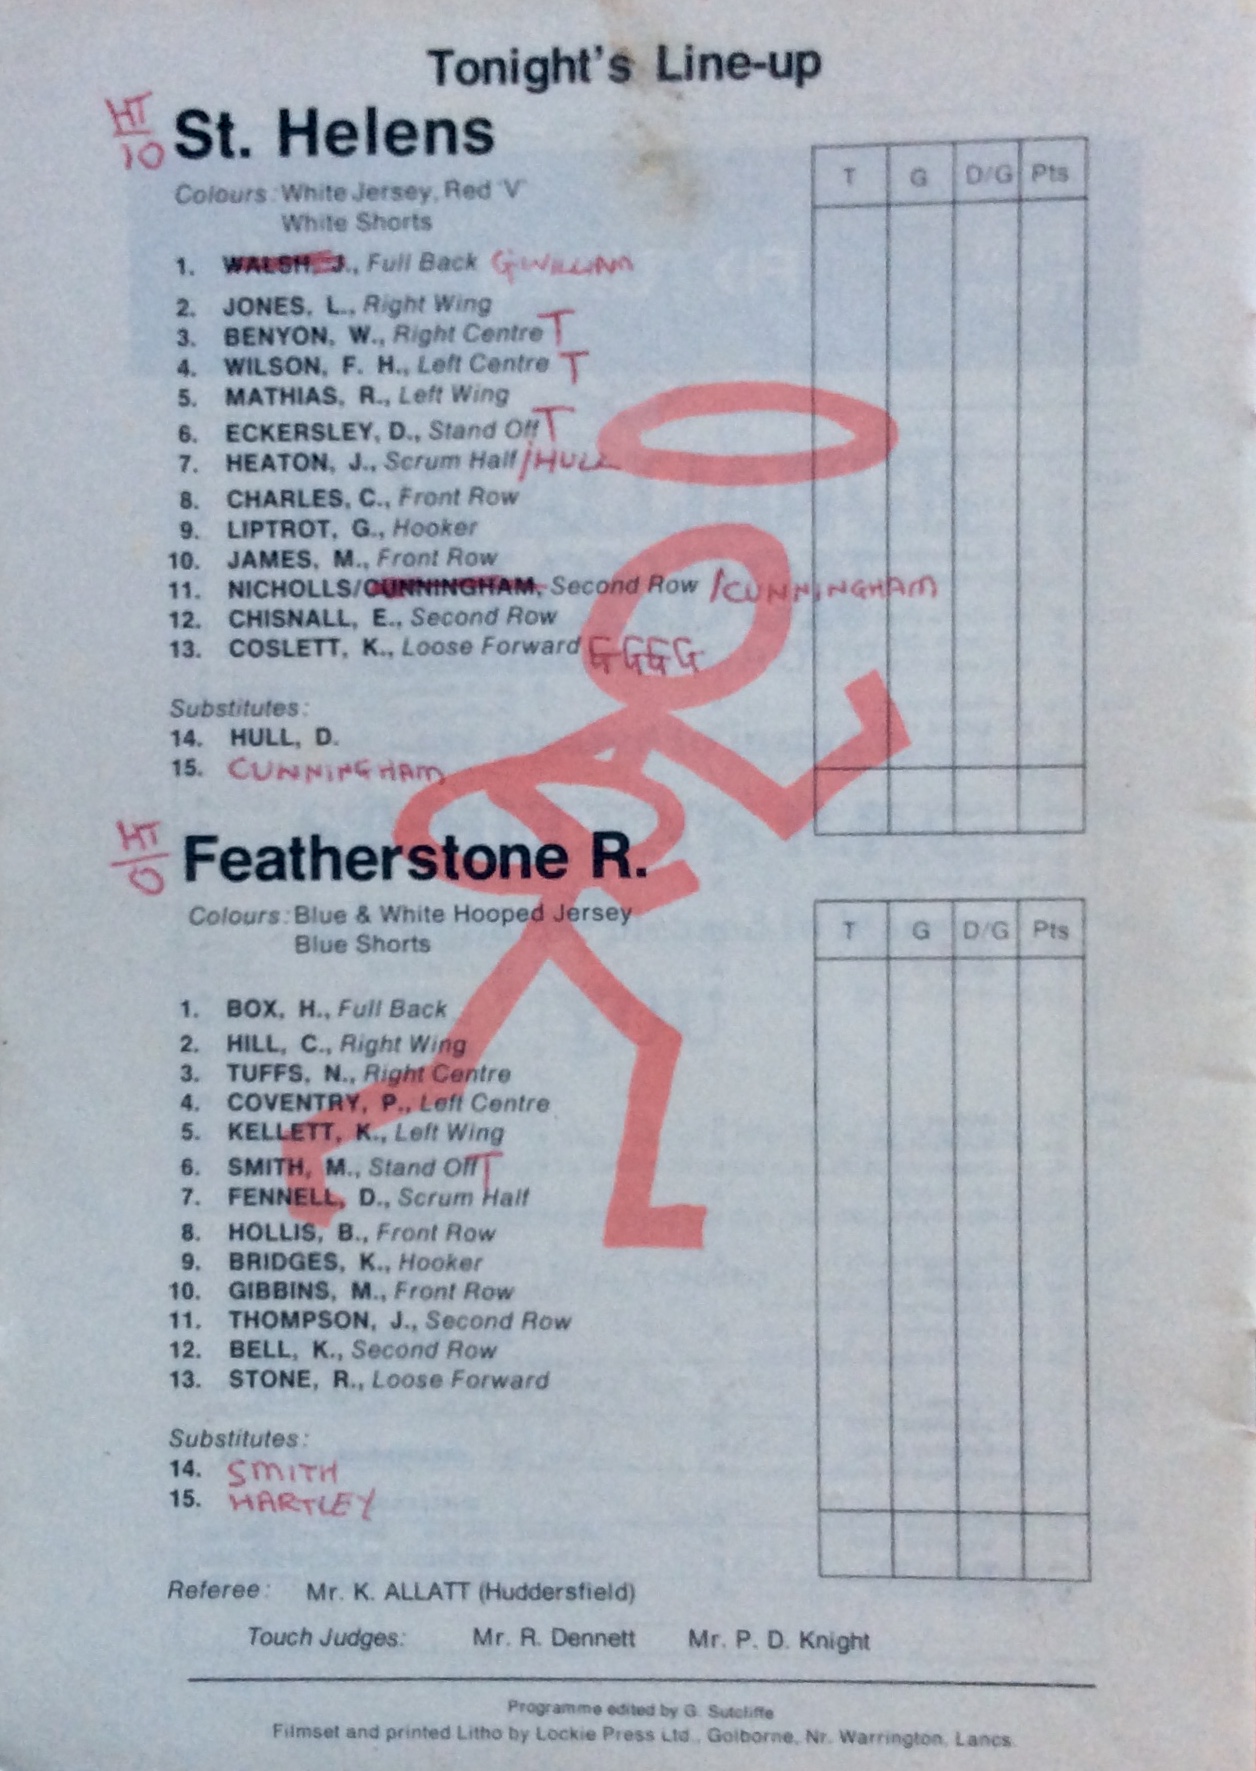 Tonight's Line-up
HT
10
St. Helens
Colours: White Jersey, Red 'V'
White Shorts
T G D/G Pts
1. WALSH, J., Full Back GWILLIAM
2. JONES, L., Right Wing
3. BENYON, W., Right Centre T
4. WILSON, F. H., Left Centre T
5. MATHIAS, R., Left Wing
6. ECKERSLEY, D., Stand Off T
7. HEATON, J., Scrum Half /HULL
8. CHARLES, C., Front Row
9. LIPTROT, G., Hooker
10. JAMES, M., Front Row
11. NICHOLLS/CUNNINGHAM, Second Row /CUNNINGHAM
12. CHISNALL, E., Second Row
13. COSLETT, K., Loose Forward GGGG
Substitutes:
14. HULL, D.
15. CUNNINGHAM
HT
0
Featherstone R.
Colours: Blue & White Hooped Jersey
Blue Shorts
T G D/G Pts
1. BOX, H., Full Back
2. HILL, C., Right Wing
3. TUFFS, N., Right Centre
4. COVENTRY, P., Left Centre
5. KELLETT, K., Left Wing
6. SMITH, M., Stand Off T
7. FENNELL, D., Scrum Half
8. HOLLIS, B., Front Row
9. BRIDGES, K., Hooker
10. GIBBINS, M., Front Row
11. THOMPSON, J., Second Row
12. BELL, K., Second Row
13. STONE, R., Loose Forward
Substitutes:
14. SMITH
15. HARTLEY
Referee: Mr. K. ALLATT (Huddersfield)
Touch Judges: Mr. R. Dennett Mr. P. D. Knight
Programme edited by G. Sutcliffe
Filmset and printed Litho by Lockie Press Ltd., Golborne, Nr. Warrington, Lancs.